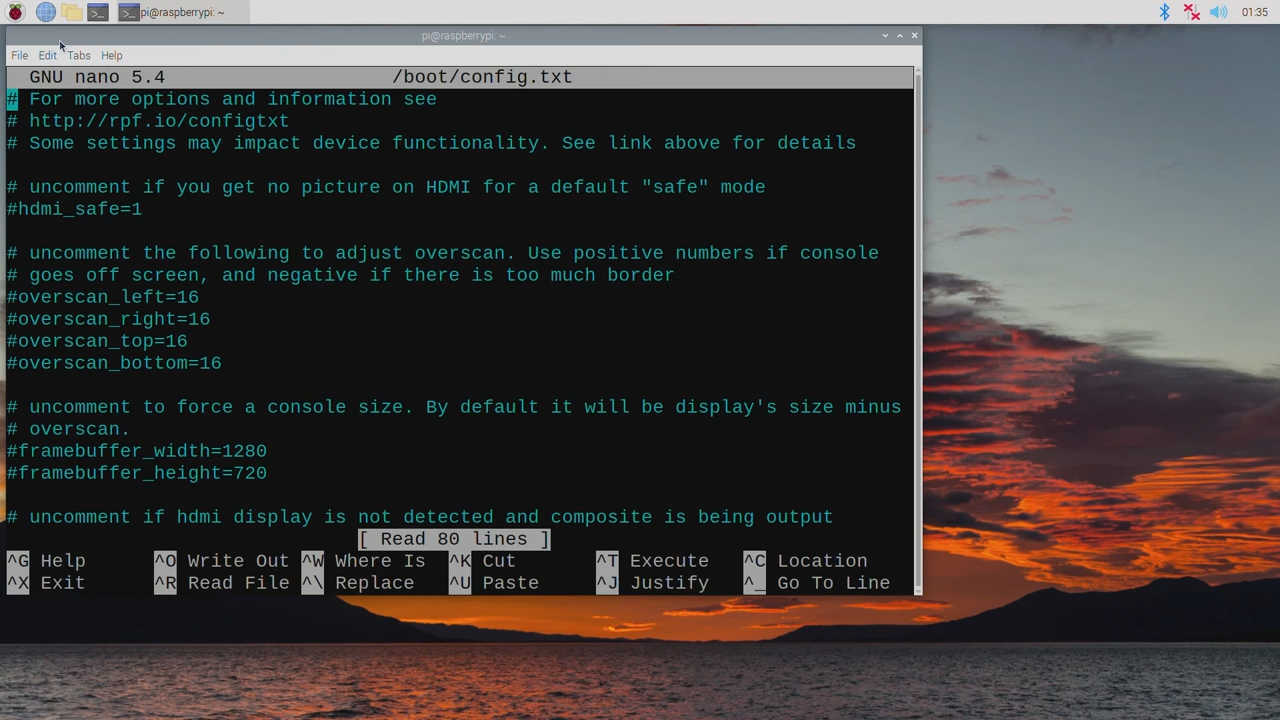 pi@raspberrypi: ~
01:35
pi@raspberrypi: ~
File Edit Tabs Help
GNU nano 5.4 /boot/config.txt
# For more options and information see
# http://rpf.io/configtxt
# Some settings may impact device functionality. See link above for details
# uncomment if you get no picture on HDMI for a default "safe" mode
#hdmi_safe=1
# uncomment the following to adjust overscan. Use positive numbers if console
# goes off screen, and negative if there is too much border
#overscan_left=16
#overscan_right=16
#overscan_top=16
#overscan_bottom=16
# uncomment to force a console size. By default it will be display's size minus
# overscan.
#framebuffer_width=1280
#framebuffer_height=720
# uncomment if hdmi display is not detected and composite is being output
[ Read 80 lines ]
^G Help ^O Write Out ^W Where Is ^K Cut ^T Execute ^C Location
^X Exit ^R Read File ^\ Replace ^U Paste ^J Justify ^_ Go To Line